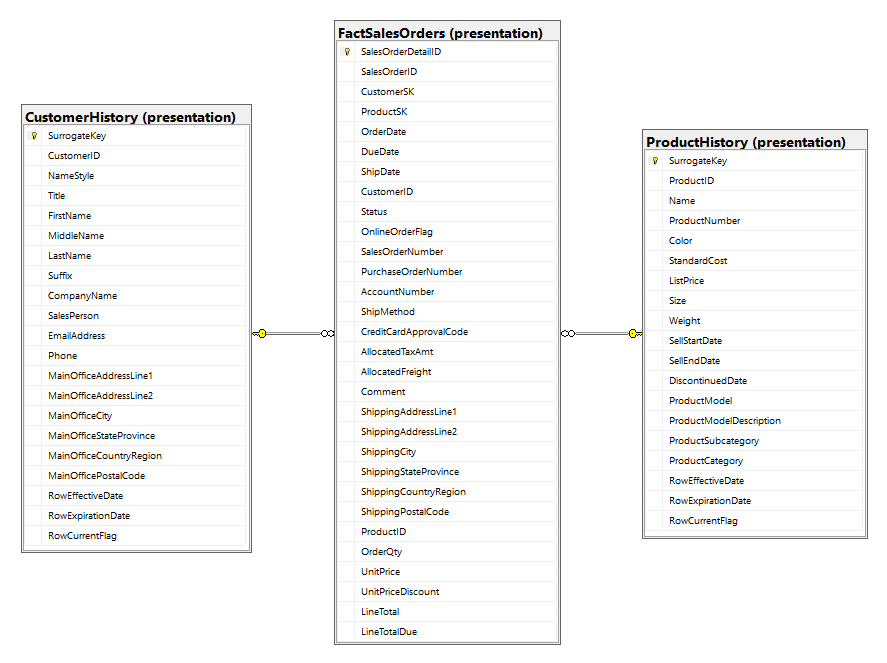 CustomerHistory (presentation)
SurrogateKey
CustomerID
NameStyle
Title
FirstName
MiddleName
LastName
Suffix
CompanyName
SalesPerson
EmailAddress
Phone
MainOfficeAddressLine1
MainOfficeAddressLine2
MainOfficeCity
MainOfficeStateProvince
MainOfficeCountryRegion
MainOfficePostalCode
RowEffectiveDate
RowExpirationDate
RowCurrentFlag
FactSalesOrders (presentation)
SalesOrderDetailID
SalesOrderID
CustomerSK
ProductSK
OrderDate
DueDate
ShipDate
CustomerID
Status
OnlineOrderFlag
SalesOrderNumber
PurchaseOrderNumber
AccountNumber
ShipMethod
CreditCardApprovalCode
AllocatedTaxAmt
AllocatedFreight
Comment
ShippingAddressLine1
ShippingAddressLine2
ShippingCity
ShippingStateProvince
ShippingCountryRegion
ShippingPostalCode
ProductID
OrderQty
UnitPrice
UnitPriceDiscount
LineTotal
LineTotalDue
ProductHistory (presentation)
SurrogateKey
ProductID
Name
ProductNumber
Color
StandardCost
ListPrice
Size
Weight
SellStartDate
SellEndDate
DiscontinuedDate
ProductModel
ProductModelDescription
ProductSubcategory
ProductCategory
RowEffectiveDate
RowExpirationDate
RowCurrentFlag